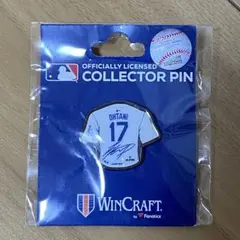 OFFICIALLY LICENSED
COLLECTOR PIN
OHTANI
17
WINCRAFT
by Fanatics